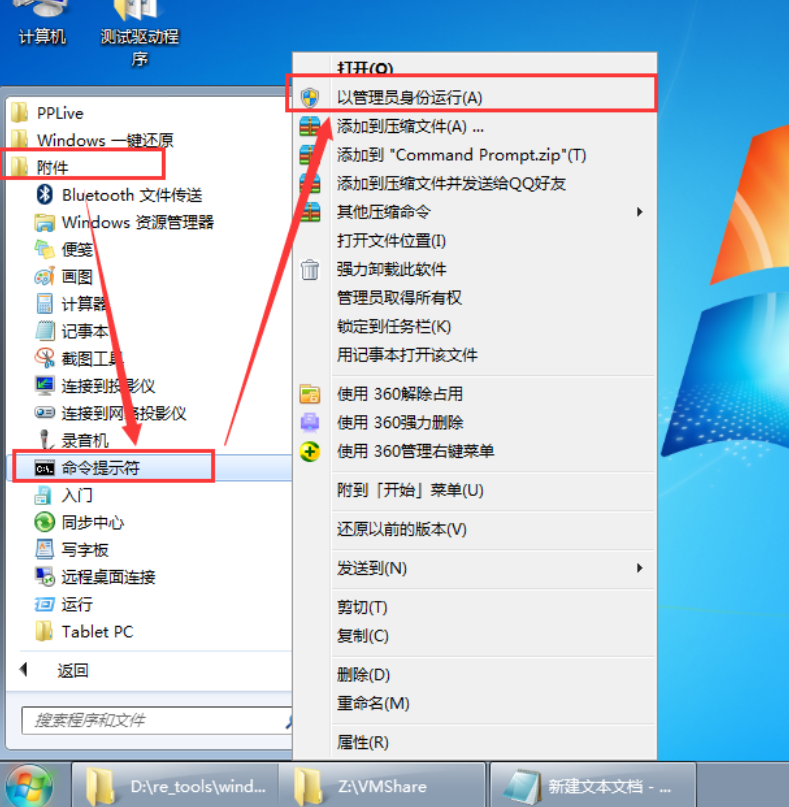 计算机
测试驱动程
序
PPLive
Windows 一键还原
附件
Bluetooth 文件传送
Windows 资源管理器
便笺
画图
计算器
记事本
截图工具
连接到投影仪
连接到网络投影仪
录音机
命令提示符
入门
同步中心
写字板
远程桌面连接
运行
Tablet PC
返回
搜索程序和文件
打开(O)
以管理员身份运行(A)
添加到压缩文件(A) ...
添加到 "Command Prompt.zip"(T)
添加到压缩文件并发送给QQ好友
其他压缩命令
打开文件位置(I)
强力卸载此软件
管理员取得所有权
锁定到任务栏(K)
用记事本打开该文件
使用 360解除占用
使用 360强力删除
使用 360管理右键菜单
附到「开始」菜单(U)
还原以前的版本(V)
发送到(N)
剪切(T)
复制(C)
删除(D)
重命名(M)
属性(R)
D:\re_tools\wind...
Z:\VMShare
新建文本文档 - ...